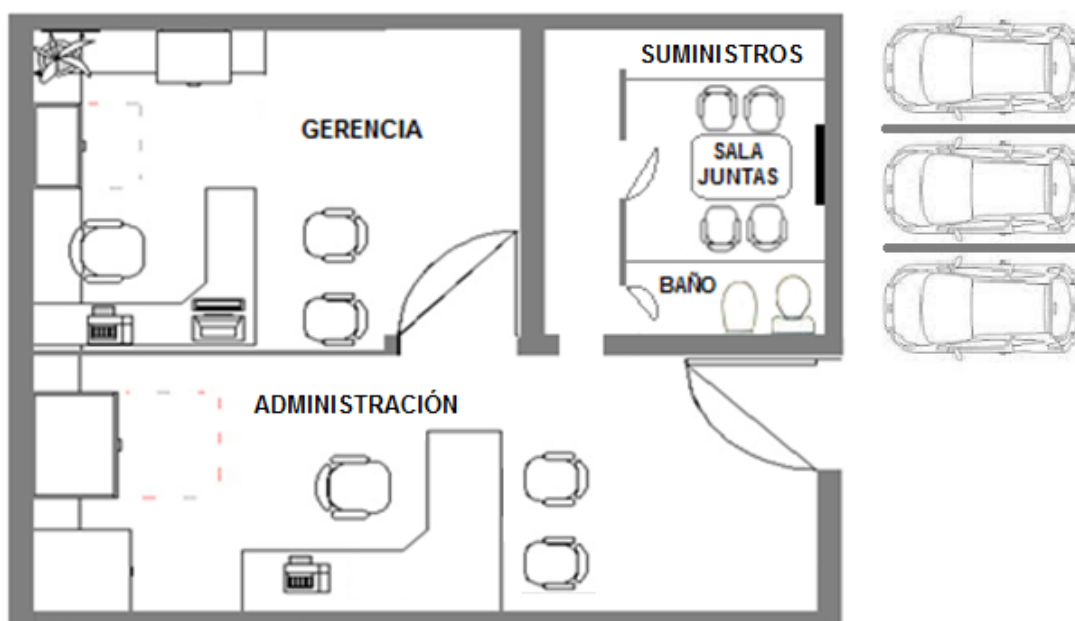 SUMINISTROS
GERENCIA
SALA
JUNTAS
BAÑO
ADMINISTRACIÓN